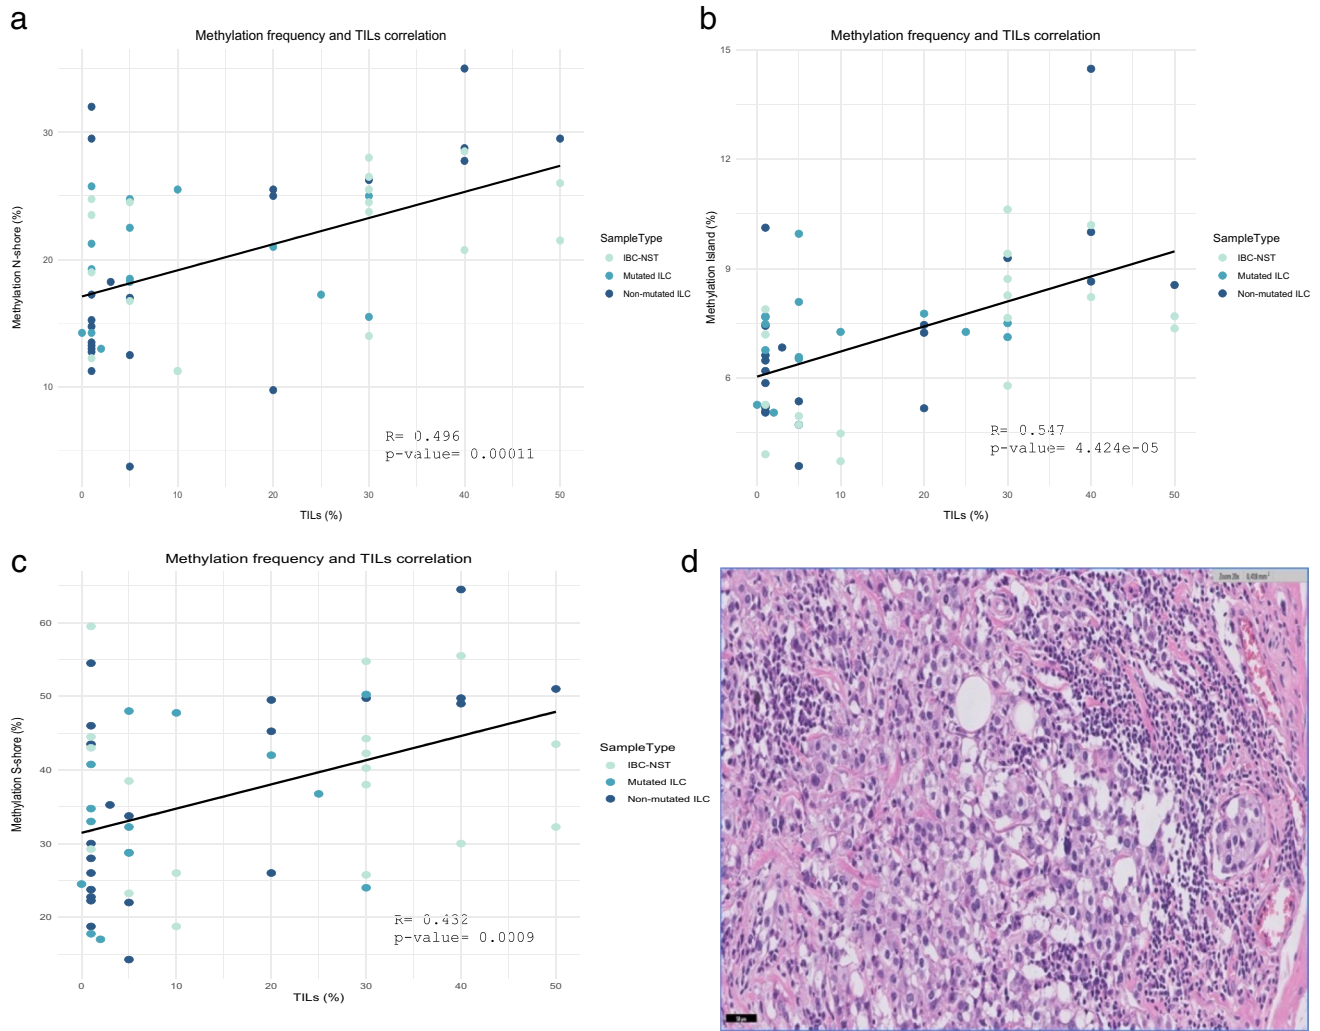 a
Methylation frequency and TILs correlation
Methylation N-shore (%)
30
20
10
0 10 20 30 40 50
TILs (%)
R= 0.496
p-value= 0.00011
SampleType
IBC-NST
Mutated ILC
Non-mutated ILC
b
Methylation frequency and TILs correlation
Methylation Island (%)
15
12
9
6
0 10 20 30 40 50
TILs (%)
R= 0.547
p-value= 4.424e-05
SampleType
IBC-NST
Mutated ILC
Non-mutated ILC
c
Methylation frequency and TILs correlation
Methylation S-shore (%)
60
50
40
30
20
0 10 20 30 40 50
TILs (%)
R= 0.432
p-value= 0.0009
SampleType
IBC-NST
Mutated ILC
Non-mutated ILC
d